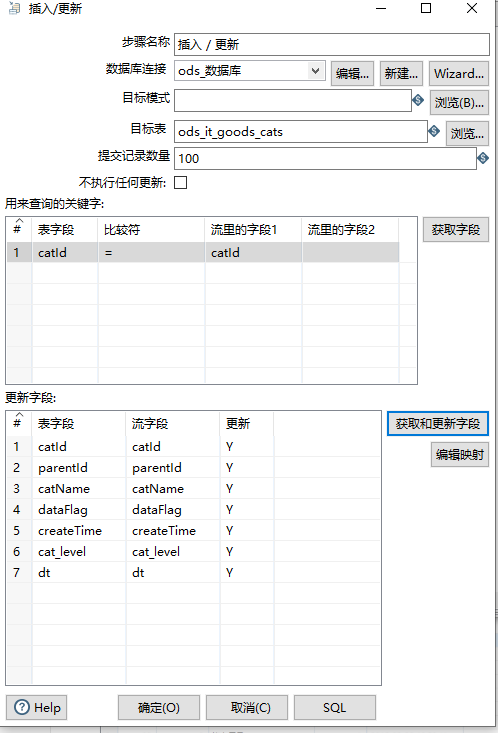 插入/更新
步骤名称 插入 / 更新
数据库连接 ods_数据库 编辑... 新建... Wizard...
目标模式 浏览(B)...
目标表 ods_it_goods_cats 浏览...
提交记录数量 100
不执行任何更新:
用来查询的关键字:
# 表字段 比较符 流里的字段1 流里的字段2 获取字段
1 catId = catId
更新字段:
# 表字段 流字段 更新 获取和更新字段
1 catId catId Y 编辑映射
2 parentId parentId Y
3 catName catName Y
4 dataFlag dataFlag Y
5 createTime createTime Y
6 cat_level cat_level Y
7 dt dt Y
? Help 确定(O) 取消(C) SQL